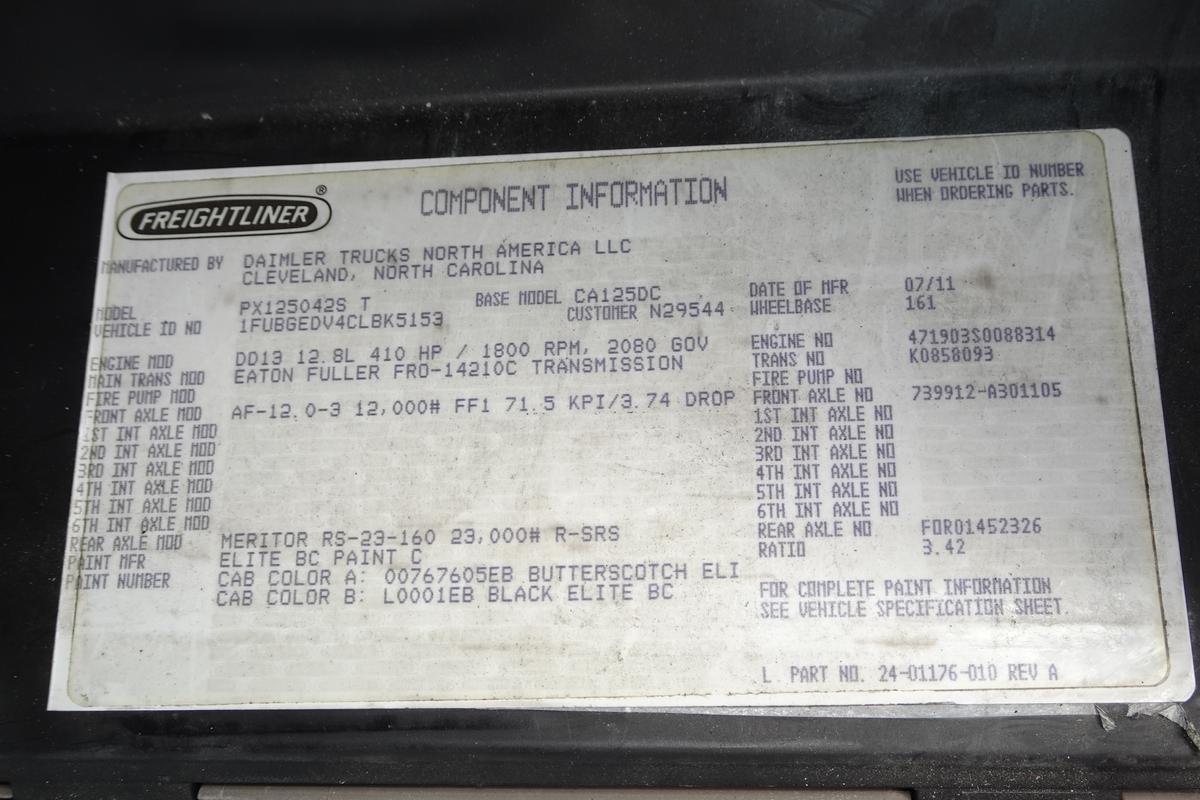 FREIGHTLINER ®
COMPONENT INFORMATION
USE VEHICLE ID NUMBER
WHEN ORDERING PARTS.
MANUFACTURED BY DAIMLER TRUCKS NORTH AMERICA LLC
CLEVELAND, NORTH CAROLINA
MODEL PX125042S T BASE MODEL CA125DC DATE OF MFR 07/11
VEHICLE ID NO 1FUBGEDV4CLBK5153 CUSTOMER N29544 WHEELBASE 161
ENGINE MOD DD13 12.8L 410 HP / 1800 RPM, 2080 GOV ENGINE NO 471903S0088314
MAIN TRANS MOD EATON FULLER FRO-14210C TRANSMISSION TRANS NO K0858093
FIRE PUMP MOD FIRE PUMP NO
FRONT AXLE MOD AF-12.0-3 12,000# FF1 71.5 KPI/3.74 DROP FRONT AXLE NO 739912-A301105
1ST INT AXLE MOD 1ST INT AXLE NO
2ND INT AXLE MOD 2ND INT AXLE NO
3RD INT AXLE MOD 3RD INT AXLE NO
4TH INT AXLE MOD 4TH INT AXLE NO
5TH INT AXLE MOD 5TH INT AXLE NO
6TH INT AXLE MOD 6TH INT AXLE NO
REAR AXLE MOD MERITOR RS-23-160 23,000# R-SRS REAR AXLE NO FOR01452326
PAINT MFR ELITE BC PAINT C RATIO 3.42
PAINT NUMBER CAB COLOR A: 00767605EB BUTTERSCOTCH ELI
CAB COLOR B: L0001EB BLACK ELITE BC
FOR COMPLETE PAINT INFORMATION
SEE VEHICLE SPECIFICATION SHEET.
L PART NO. 24-01176-010 REV A